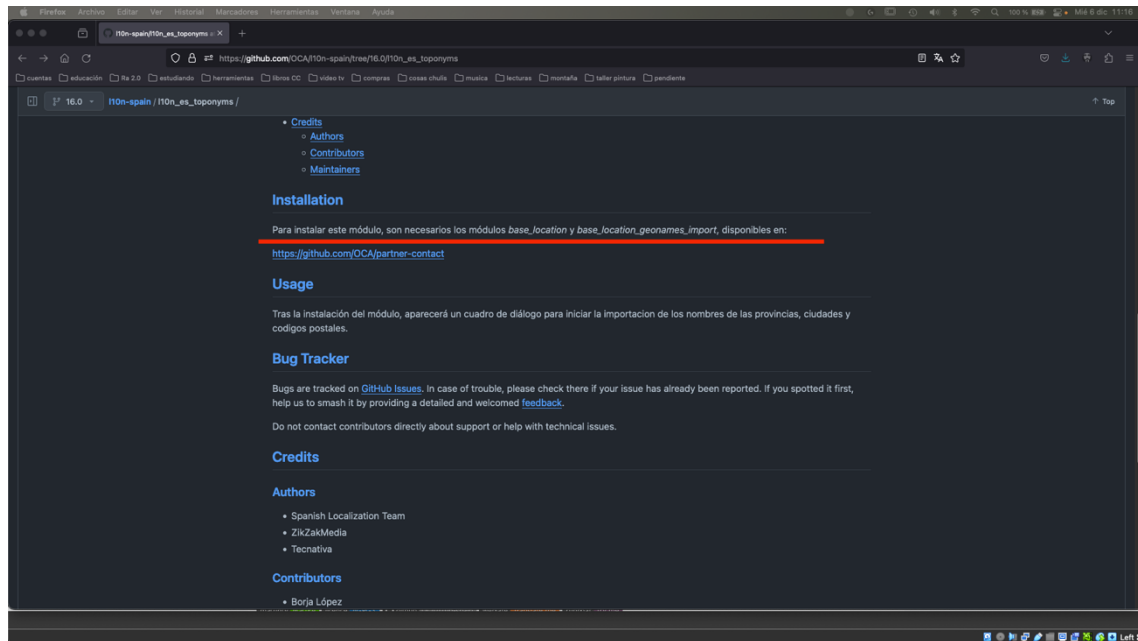 Firefox Archivo Editar Ver Historial Marcadores Herramientas Ventana Ayuda 100 % Mié 6 dic 11:16
l10n-spain/l10n_es_toponyms a
https://github.com/OCA/l10n-spain/tree/16.0/l10n_es_toponyms
cuentas educación Ra 2.0 estudiando herramientas libros CC video tv compras cosas chulis musica lecturas montaña taller pintura pendiente
16.0 l10n-spain / l10n_es_toponyms / Top
Credits
Authors
Contributors
Maintainers
Installation
Para instalar este módulo, son necesarios los módulos base_location y base_location_geonames_import, disponibles en:
https://github.com/OCA/partner-contact
Usage
Tras la instalación del módulo, aparecerá un cuadro de diálogo para iniciar la importacion de los nombres de las provincias, ciudades y
codigos postales.
Bug Tracker
Bugs are tracked on GitHub Issues. In case of trouble, please check there if your issue has already been reported. If you spotted it first,
help us to smash it by providing a detailed and welcomed feedback.
Do not contact contributors directly about support or help with technical issues.
Credits
Authors
Spanish Localization Team
ZikZakMedia
Tecnativa
Contributors
Borja López
Left